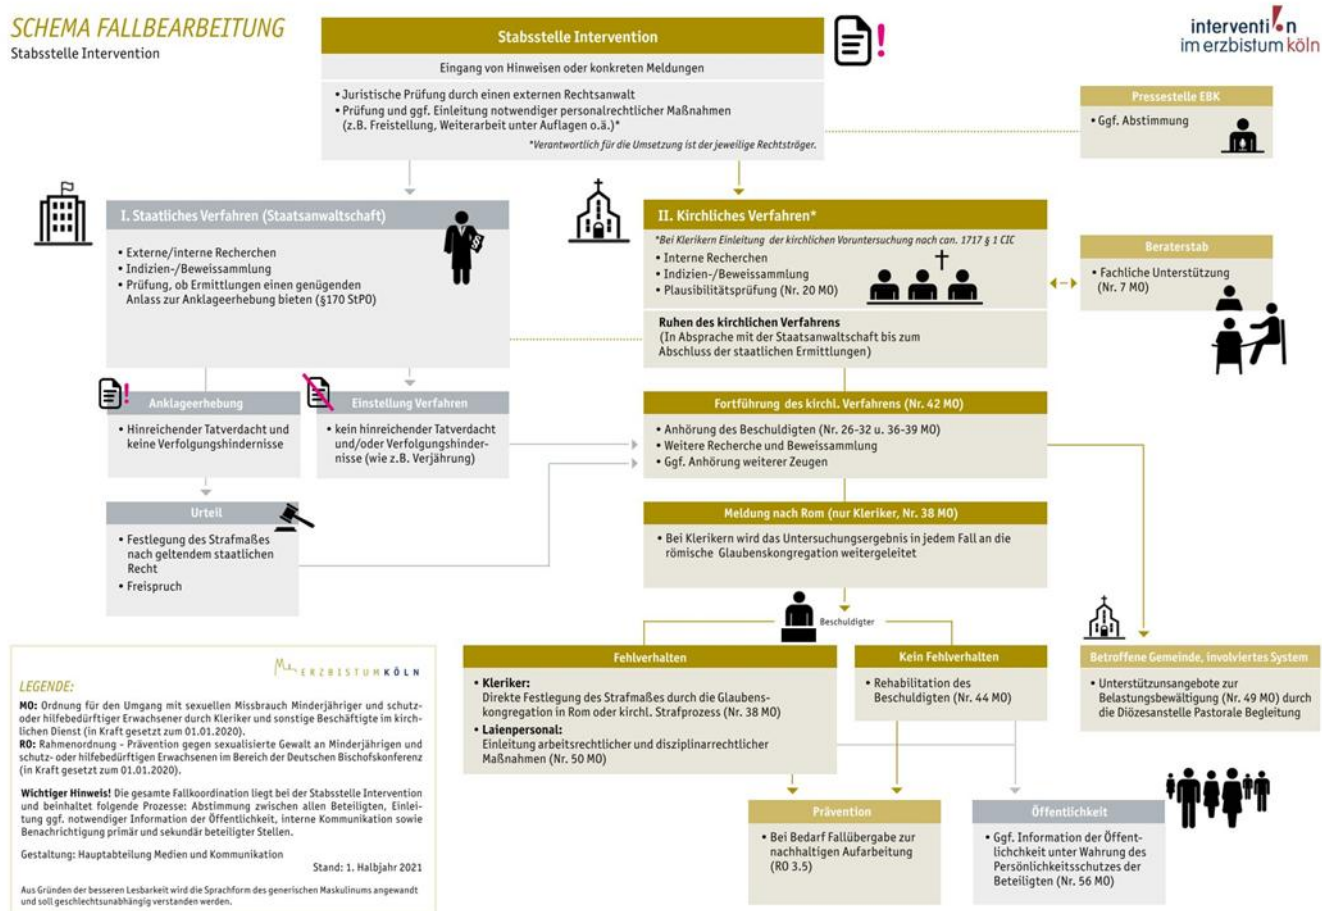 SCHEMA FALLBEARBEITUNG
Stabsstelle Intervention
interventi!n
im erzbistum köln
Stabsstelle Intervention
Eingang von Hinweisen oder konkreten Meldungen
• Juristische Prüfung durch einen externen Rechtsanwalt
• Prüfung und ggf. Einleitung notwendiger personalrechtlicher Maßnahmen
(z.B. Freistellung, Weiterarbeit unter Auflagen o.ä.)*
*Verantwortlich für die Umsetzung ist der jeweilige Rechtsträger.
Pressestelle EBK
• Ggf. Abstimmung
I. Staatliches Verfahren (Staatsanwaltschaft)
• Externe/interne Recherchen
• Indizien-/Beweissammlung
• Prüfung, ob Ermittlungen einen genügenden
Anlass zur Anklageerhebung bieten (§170 StPO)
§
II. Kirchliches Verfahren*
*Bei Klerikern Einleitung der kirchlichen Voruntersuchung nach can. 1717 § 1 CIC
• Interne Recherchen
• Indizien-/Beweissammlung
• Plausibilitätsprüfung (Nr. 20 MO)
Ruhen des kirchlichen Verfahrens
(In Absprache mit der Staatsanwaltschaft bis zum
Abschluss der staatlichen Ermittlungen)
Beraterstab
• Fachliche Unterstützung
(Nr. 7 MO)
Anklageerhebung
• Hinreichender Tatverdacht und
keine Verfolgungshindernisse
Einstellung Verfahren
• kein hinreichender Tatverdacht
und/oder Verfolgungshinder-
nisse (wie z.B. Verjährung)
Fortführung des kirchl. Verfahrens (Nr. 42 MO)
• Anhörung des Beschuldigten (Nr. 26-32 u. 36-39 MO)
• Weitere Recherche und Beweissammlung
• Ggf. Anhörung weiterer Zeugen
Urteil
• Festlegung des Strafmaßes
nach geltendem staatlichen
Recht
• Freispruch
Meldung nach Rom (nur Kleriker, Nr. 38 MO)
• Bei Klerikern wird das Untersuchungsergebnis in jedem Fall an die
römische Glaubenskongregation weitergeleitet
Beschuldigter
Fehlverhalten
• Kleriker:
Direkte Festlegung des Strafmaßes durch die Glaubens-
kongregation in Rom oder kirchl. Strafprozess (Nr. 38 MO)
• Laienpersonal:
Einleitung arbeitsrechtlicher und disziplinarrechtlicher
Maßnahmen (Nr. 50 MO)
Kein Fehlverhalten
• Rehabilitation des
Beschuldigten (Nr. 44 MO)
Betroffene Gemeinde, involviertes System
• Unterstützunsangebote zur
Belastungsbewältigung (Nr. 49 MO) durch
die Diözesanstelle Pastorale Begleitung
Prävention
• Bei Bedarf Fallübergabe zur
nachhaltigen Aufarbeitung
(RO 3.5)
Öffentlichkeit
• Ggf. Information der Öffent-
lichchkeit unter Wahrung des
Persönlichkeitsschutzes der
Beteiligten (Nr. 56 MO)
ERZBISTUM KÖLN
LEGENDE:
MO: Ordnung für den Umgang mit sexuellen Missbrauch Minderjähriger und schutz-
oder hilfebedürftiger Erwachsener durch Kleriker und sonstige Beschäftigte im kirch-
lichen Dienst (in Kraft gesetzt zum 01.01.2020).
RO: Rahmenordnung - Prävention gegen sexualisierte Gewalt an Minderjährigen und
schutz- oder hilfebedürftigen Erwachsenen im Bereich der Deutschen Bischofskonferenz
(in Kraft gesetzt zum 01.01.2020).
Wichtiger Hinweis! Die gesamte Fallkoordination liegt bei der Stabsstelle Intervention
und beinhaltet folgende Prozesse: Abstimmung zwischen allen Beteiligten, Einlei-
tung ggf. notwendiger Information der Öffentlichkeit, interne Kommunikation sowie
Benachrichtigung primär und sekundär beteiligter Stellen.
Gestaltung: Hauptabteilung Medien und Kommunikation
Stand: 1. Halbjahr 2021
Aus Gründen der besseren Lesbarkeit wird die Sprachform des generischen Maskulinums angewandt
und soll geschlechtsunabhängig verstanden werden.